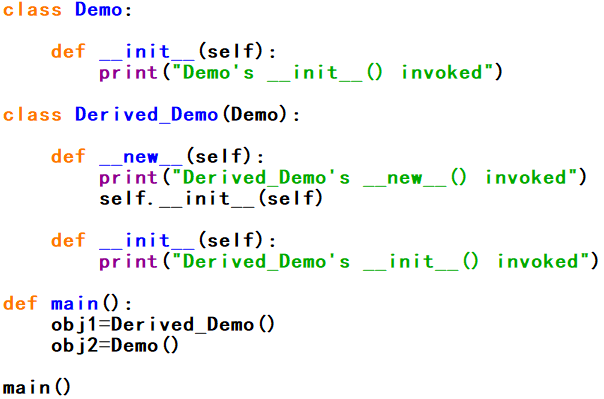 class Demo:
    def __init__(self):
        print("Demo's __init__() invoked")
class Derived_Demo(Demo):
    def __new__(self):
        print("Derived_Demo's __new__() invoked")
        self.__init__(self)
    def __init__(self):
        print("Derived_Demo's __init__() invoked")
def main():
    obj1=Derived_Demo()
    obj2=Demo()
main()